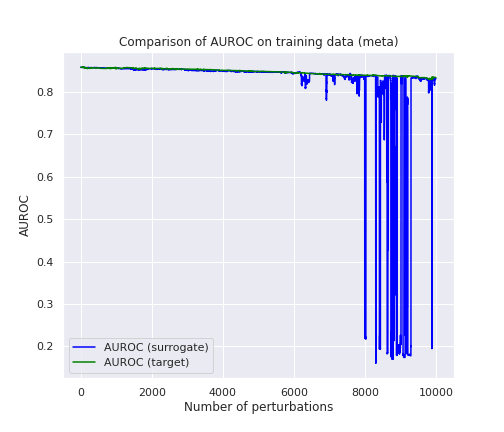 Comparison of AUROC on training data (meta)
0.8
0.7
0.6
0.5
0.4
0.3
0.2
AUROC
AUROC (surrogate)
AUROC (target)
0 2000 4000 6000 8000 10000
Number of perturbations